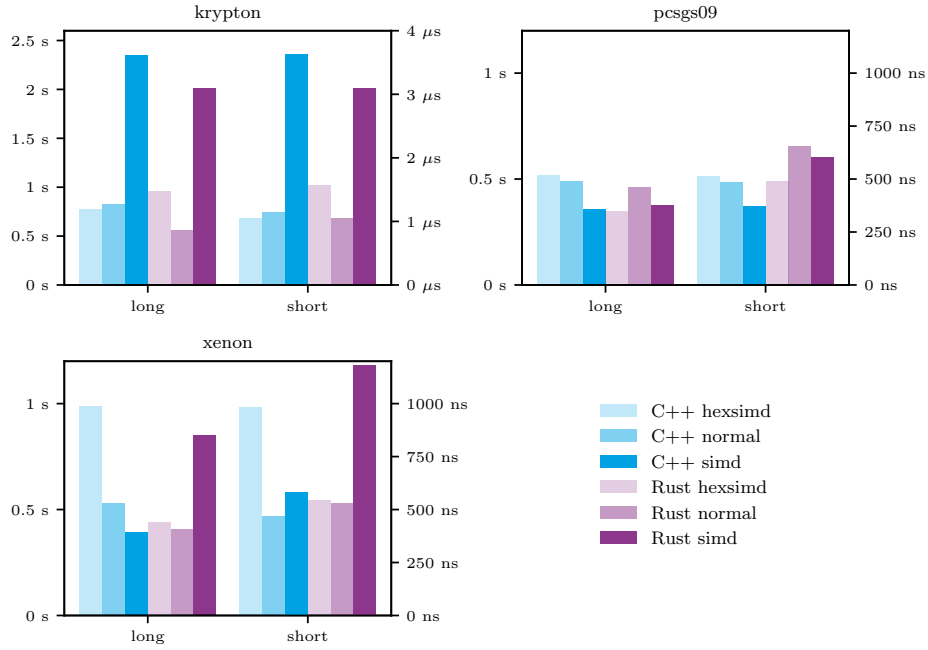 krypton
2.5 s
2 s
1.5 s
1 s
0.5 s
0 s
4 μs
3 μs
2 μs
1 μs
0 μs
long
short
pcsgs09
1 s
0.5 s
0 s
1000 ns
750 ns
500 ns
250 ns
0 ns
long
short
xenon
1 s
0.5 s
0 s
1000 ns
750 ns
500 ns
250 ns
0 ns
long
short
C++ hexsimd
C++ normal
C++ simd
Rust hexsimd
Rust normal
Rust simd